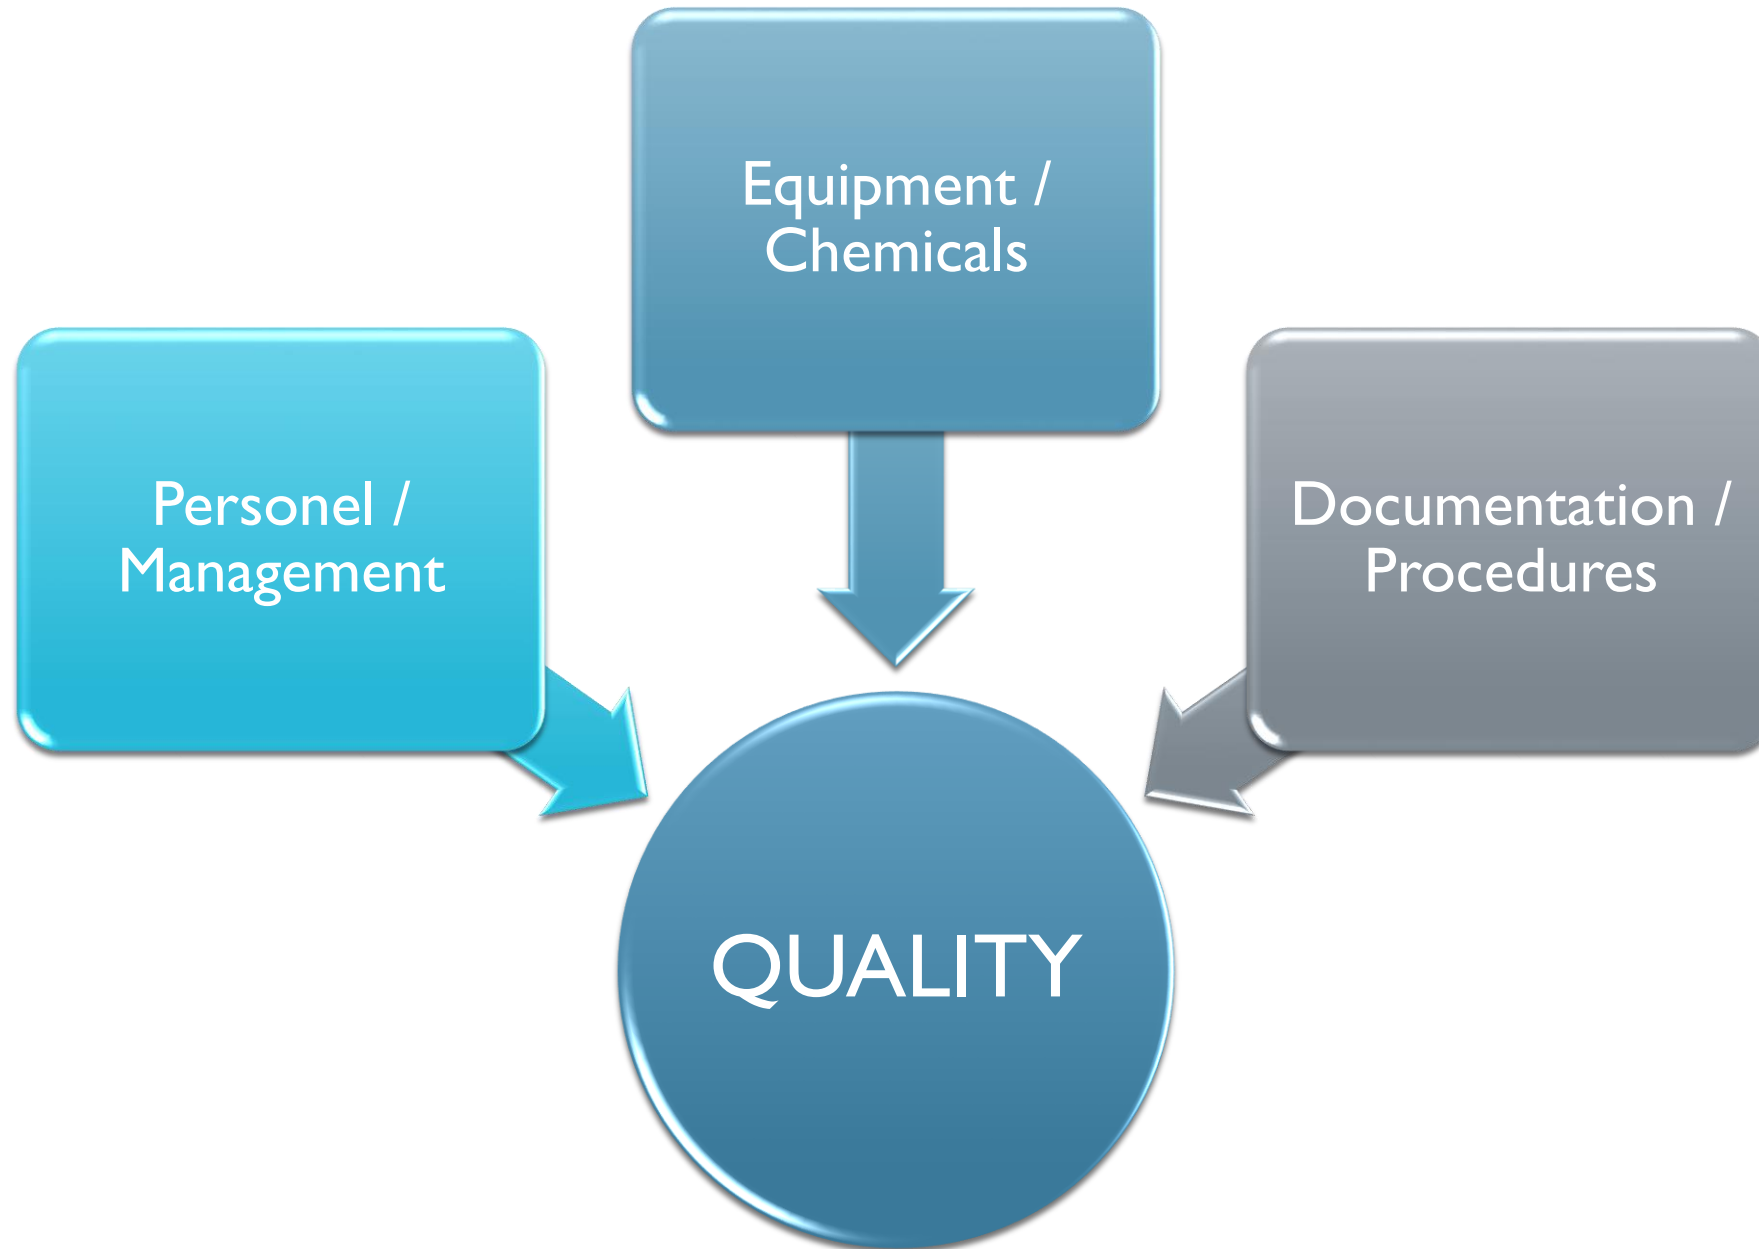 Equipment /
Chemicals
Personel /
Management
Documentation /
Procedures
QUALITY